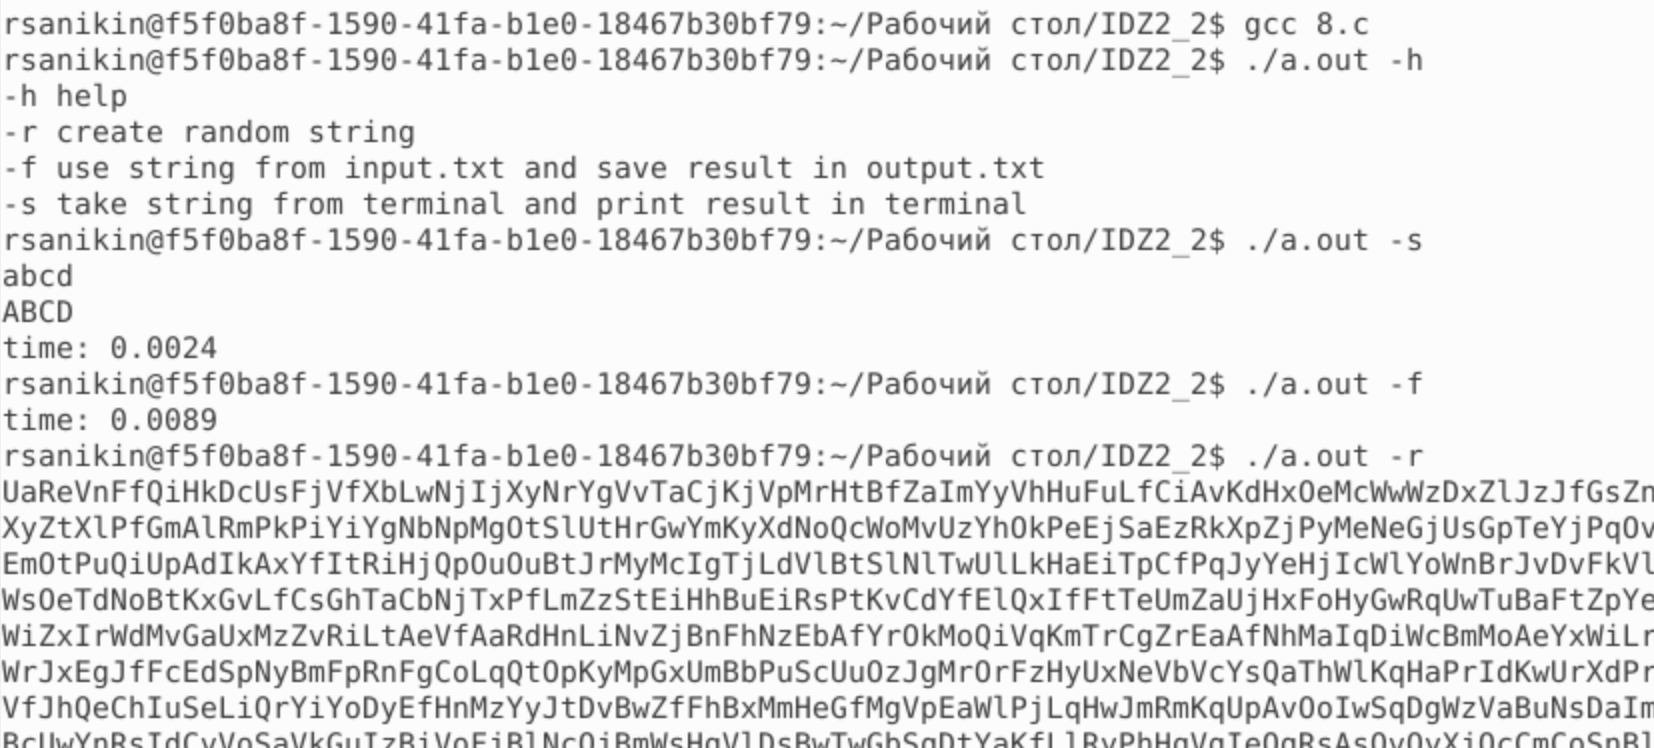 rsanikin@f5f0ba8f-1590-41fa-b1e0-18467b30bf79:~/Рабочий стол/IDZ2_2$ gcc 8.c
rsanikin@f5f0ba8f-1590-41fa-b1e0-18467b30bf79:~/Рабочий стол/IDZ2_2$ ./a.out -h
-h help
-r create random string
-f use string from input.txt and save result in output.txt
-s take string from terminal and print result in terminal
rsanikin@f5f0ba8f-1590-41fa-b1e0-18467b30bf79:~/Рабочий стол/IDZ2_2$ ./a.out -s
abcd
ABCD
time: 0.0024
rsanikin@f5f0ba8f-1590-41fa-b1e0-18467b30bf79:~/Рабочий стол/IDZ2_2$ ./a.out -f
time: 0.0089
rsanikin@f5f0ba8f-1590-41fa-b1e0-18467b30bf79:~/Рабочий стол/IDZ2_2$ ./a.out -r
UaReVnFfQiHkDcUsFjVfXbLwNjIjXyNrYgVvTaCjKjVpMrHtBfZaImYyVhHuFuLfCiAvKdHxOeMcWwWzDxZlJzJfGsZn
XyZtXlPfGmAlRmPkPiYiYgNbNpMgOtSlUtHrGwYmKyXdNoQcWoMvUzYhOkPeEjSaEzRkXpZjPyMeNeGjUsGpTeYjPqOv
EmOtPuQiUpAdIkAxYfItRiHjQpOuOuBtJrMyMcIgTjLdVlBtSlNlTwUlLkHaEiTpCfPqJyYeHjIcWlYoWnBrJvDvFkVl
WsOeTdNoBtKxGvLfCsGhTaCbNjTxPfLmZzStEiHhBuEiRsPtKvCdYfElQxIfFtTeUmZaUjHxFoHyGwRqUwTuBaFtZpYe
WiZxIrWdMvGaUxMzZvRiLtAeVfAaRdHnLiNvZjBnFhNzEbAfYrOkMoQiVqKmTrCgZrEaAfNhMaIqDiWcBmMoAeYxWiLr
WrJxEgJfFcEdSpNyBmFpRnFgCoLqQtOpKyMpGxUmBbPuScUuOzJgMrOrFzHyUxNeVbVcYsQaThWlKqHaPrIdKwUrXdPr
VfJhQeChIuSeLiQrYiYoDyEfHnMzYyJtDvBwZfFhBxMmHeGfMgVpEaWlPjLqHwJmRmKqUpAvOoIwSqDgWzVaBuNsDaIm